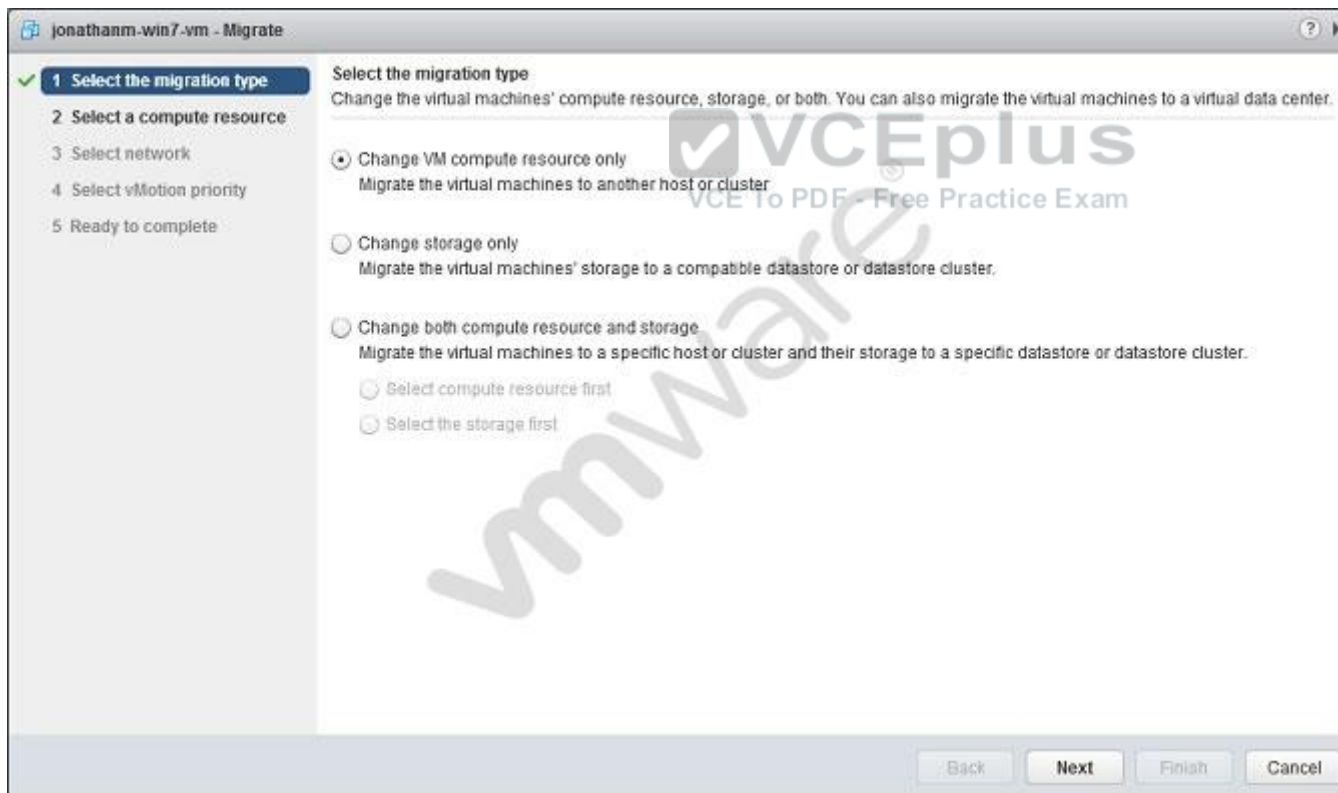 jonathanm-win7-vm - Migrate
?
1 Select the migration type
2 Select a compute resource
3 Select network
4 Select vMotion priority
5 Ready to complete
Select the migration type
Change the virtual machines' compute resource, storage, or both. You can also migrate the virtual machines to a virtual data center.
VCEplus
VCE To PDF - Free Practice Exam
Change VM compute resource only
Migrate the virtual machines to another host or cluster
Change storage only
Migrate the virtual machines' storage to a compatible datastore or datastore cluster.
Change both compute resource and storage
Migrate the virtual machines to a specific host or cluster and their storage to a specific datastore or datastore cluster.
Select compute resource first
Select the storage first
vmware®
Back Next Finish Cancel